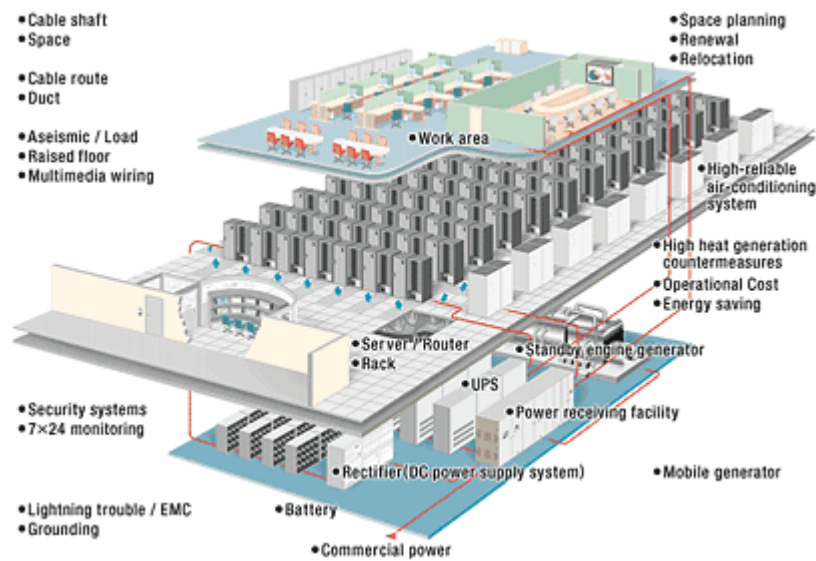 •Cable shaft
•Space
•Cable route
•Duct
•Aseismic / Load
•Raised floor
•Multimedia wiring
•Space planning
•Renewal
•Relocation
•Work area
•High-reliable
air-conditioning
system
•High heat generation
countermeasures
•Operational Cost
•Energy saving
•Server / Router
•Rack
•Standby engine generator
•UPS
•Power receiving facility
•Security systems
•7×24 monitoring
•Rectifier(DC power supply system)
•Mobile generator
•Lightning trouble / EMC
•Grounding
•Battery
•Commercial power